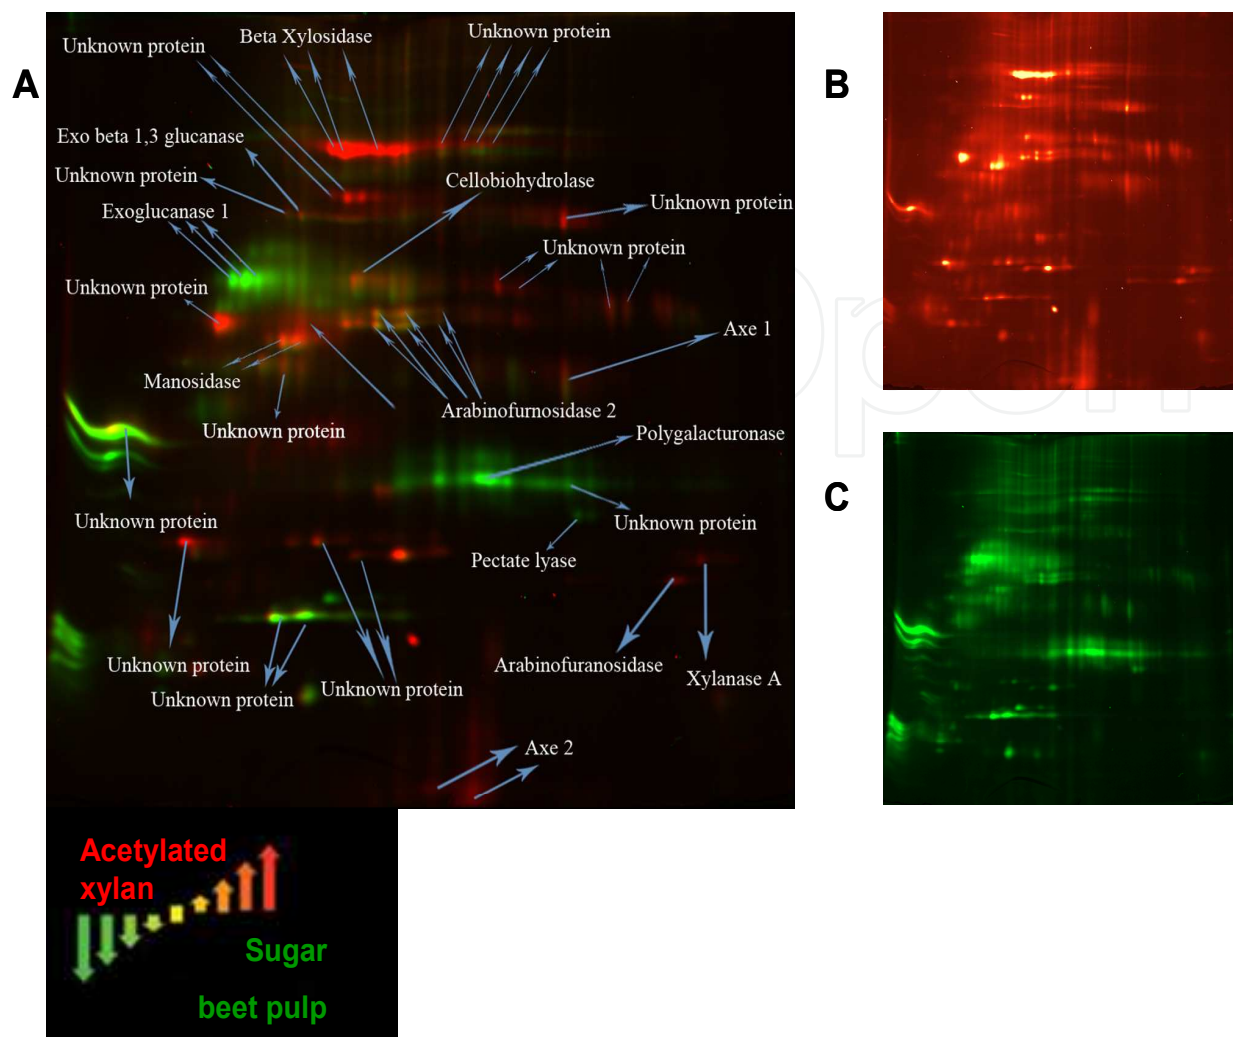 A
Unknown protein
Beta Xylosidase
Unknown protein
B
Exo beta 1,3 glucanase
Unknown protein
Cellobiohydrolase
Exoglucanase 1
Unknown protein
Unknown protein
Unknown protein
Axe 1
Manosidase
Arabinofurnosidase 2
Unknown protein
Polygalacturonase
C
Unknown protein
Unknown protein
Pectate lyase
Unknown protein
Arabinofuranosidase
Xylanase A
Unknown protein
Unknown protein
Axe 2
Acetylated
xylan
Sugar
beet pulp
Open